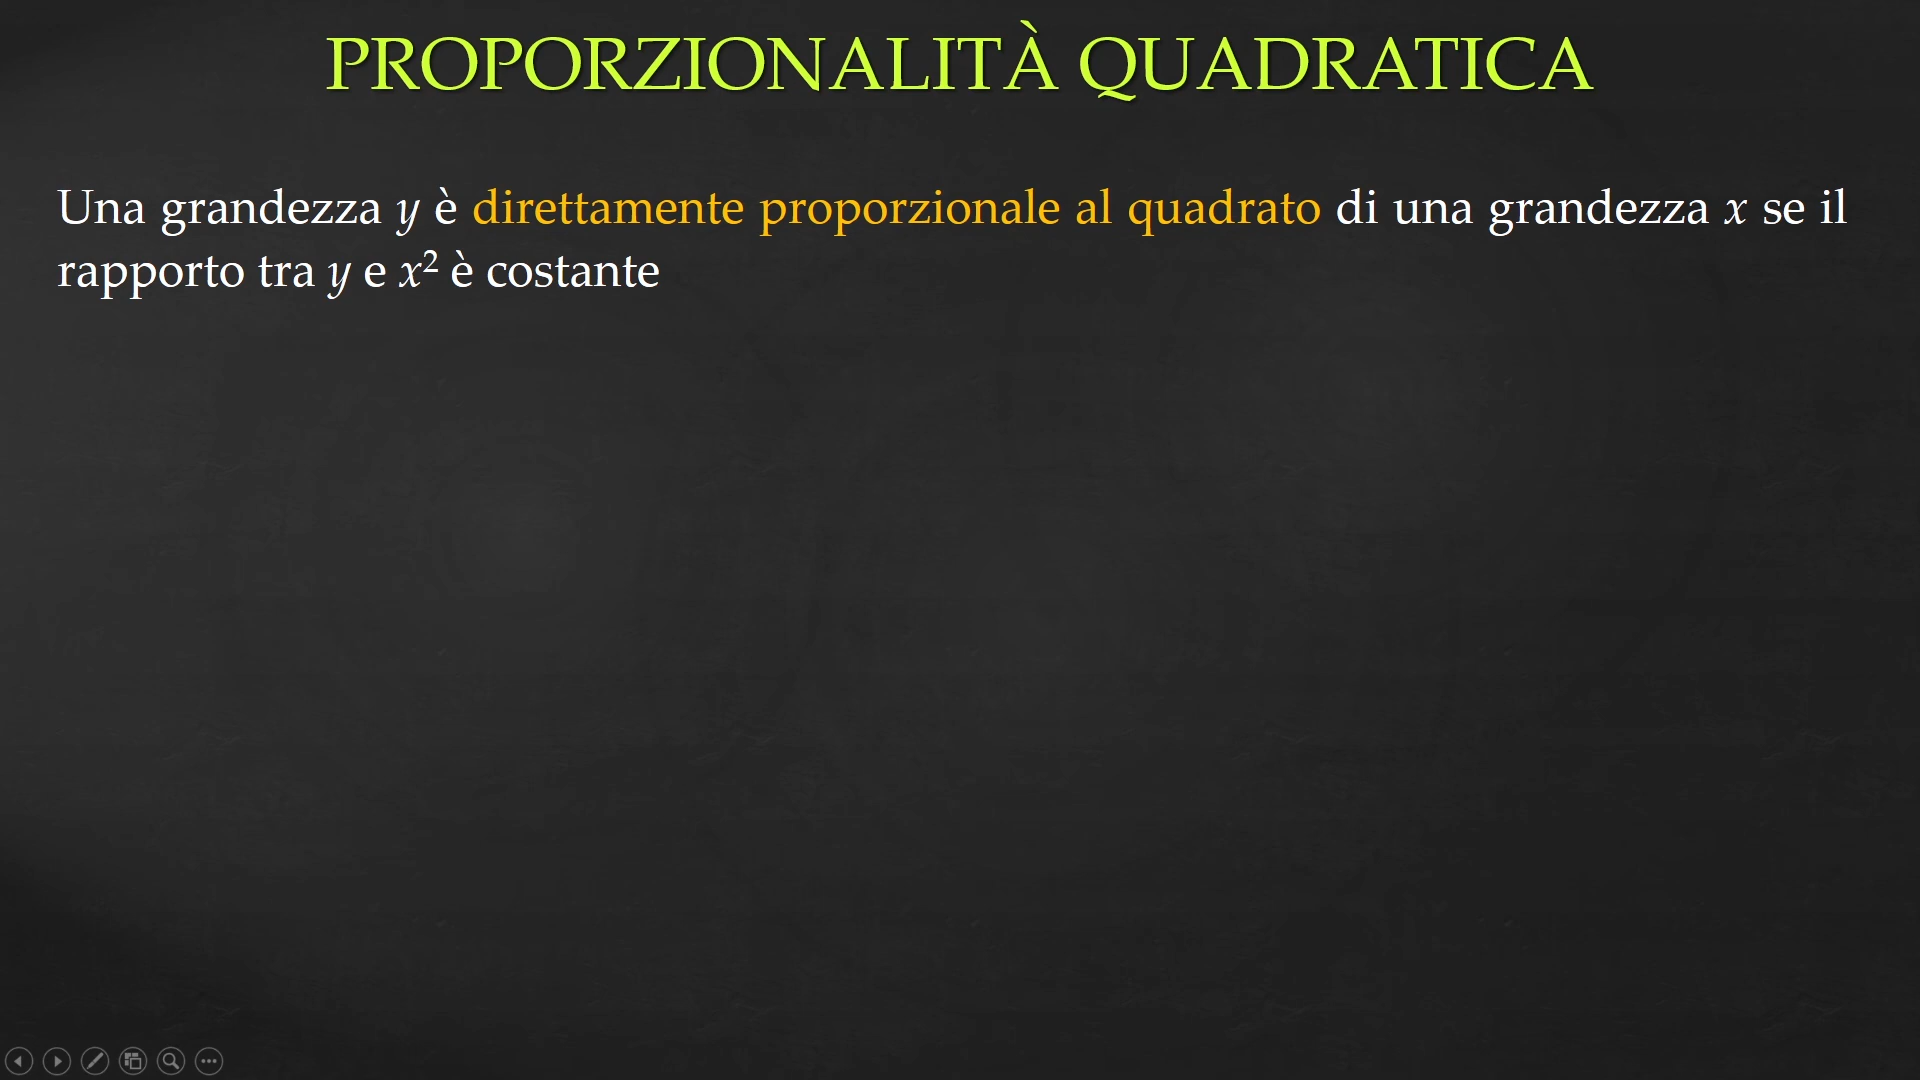 PROPORZIONALITÀ QUADRATICA
Una grandezza y è direttamente proporzionale al quadrato di una grandezza x se il
rapporto tra y e x² è costante